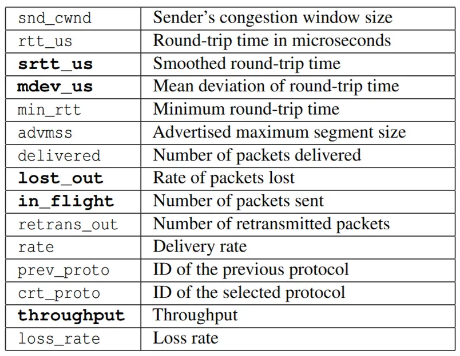 snd_cwnd Sender's congestion window size
rtt_us Round-trip time in microseconds
srtt_us Smoothed round-trip time
mdev_us Mean deviation of round-trip time
min_rtt Minimum round-trip time
advmss Advertised maximum segment size
delivered Number of packets delivered
lost_out Rate of packets lost
in_flight Number of packets sent
retrans_out Number of retransmitted packets
rate Delivery rate
prev_proto ID of the previous protocol
crt_proto ID of the selected protocol
throughput Throughput
loss_rate Loss rate